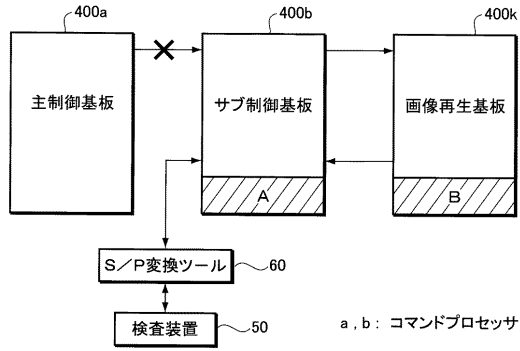 400a
400b
400k
主制御基板
サブ制御基板
画像再生基板
A
B
S/P変換ツール
60
検査装置
50
a, b: コマンドプロセッサ